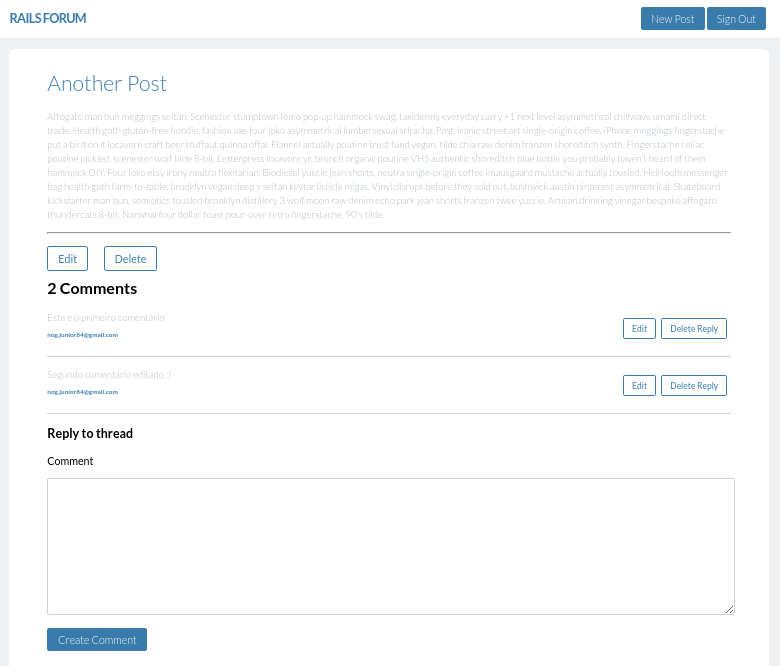 RAILS FORUM
New Post
Sign Out
Another Post
Affogato man bun meggings seitan. Scenester stumptown lomo pop-up hammock swag, taxidermy everyday carry +1 next level asymmetrical chillwave umami direct
trade. Health goth gluten-free hoodie, fashion axe four loko asymmetrical lumbersexual sriracha. Post-ironic street art single-origin coffee, iPhone meggings fingerstache
put a bird on it locavore craft beer truffaut quinoa offal. Flannel actually poutine trust fund vegan, tilde chia raw denim franzen shoreditch synth. Fingerstache celiac
poutine pickled, scenester wolf tilde 8-bit. Letterpress locavore yr, brunch organic poutine VHS authentic shoreditch blue bottle you probably haven't heard of them
hammock DIY. Four loko etsy irony neutra flexitarian. Biodiesel yuccie jean shorts, neutra single-origin coffee knausgaard mustache actually tousled. Heirloom messenger
bag health goth farm-to-table, brooklyn vegan deep v seitan keytar listicle migas. Vinyl disrupt before they sold out, bushwick austin pinterest asymmetrical. Skateboard
kickstarter man bun, semiotics tousled brooklyn distillery 3 wolf moon raw denim echo park jean shorts franzen twee yuccie. Artisan drinking vinegar bespoke affogato
thundercats 8-bit. Narwhal four dollar toast pour-over retro fingerstache, 90's tilde.
Edit
Delete
2 Comments
Este é o primeiro comentário
nog.junior84@gmail.com
Edit
Delete Reply
Segundo comentário editado :)
nog.junior84@gmail.com
Edit
Delete Reply
Reply to thread
Comment
Create Comment